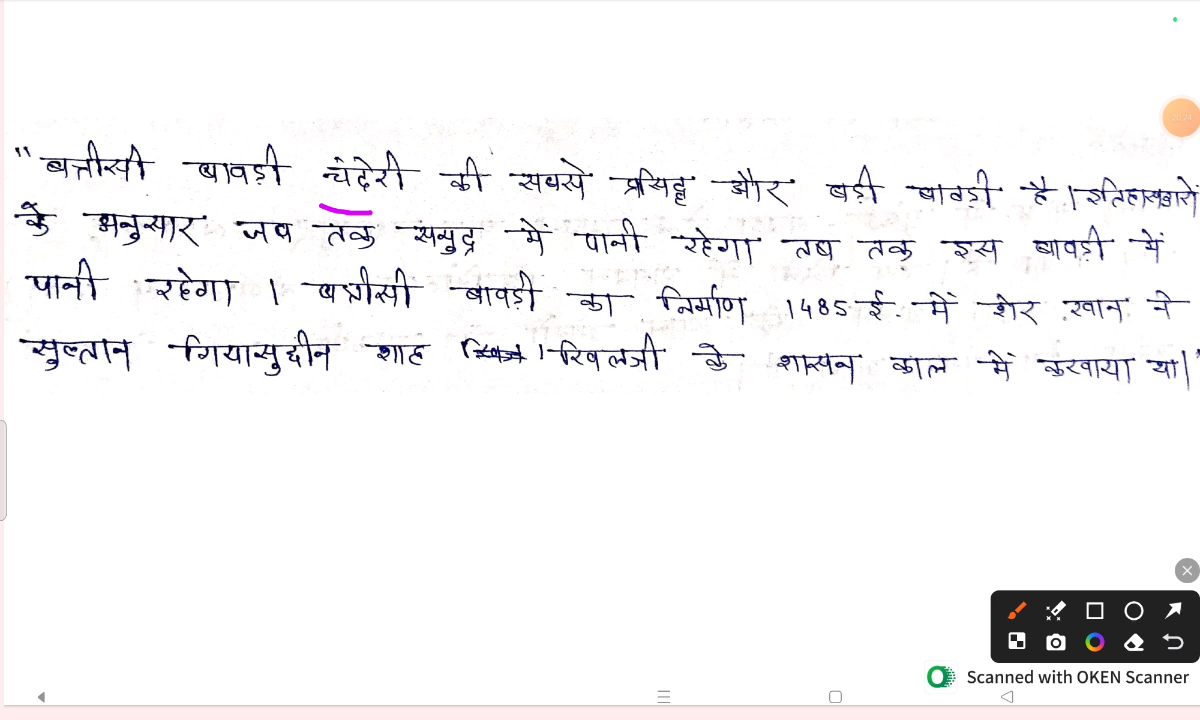 "बत्तीसी बावड़ी चंदेरी की सबसे प्रसिद्ध और बड़ी बावड़ी है। इतिहासकारो
के अनुसार जब तक समुद्र में पानी रहेगा तब तक इस बावड़ी में
पानी रहेगा । बत्तीसी बावड़ी का निर्माण 1485 ई. में शेर खान ने
सुल्तान गियासुद्दीन शाह खिलजी के शासन काल में करवाया था।"
Scanned with OKEN Scanner